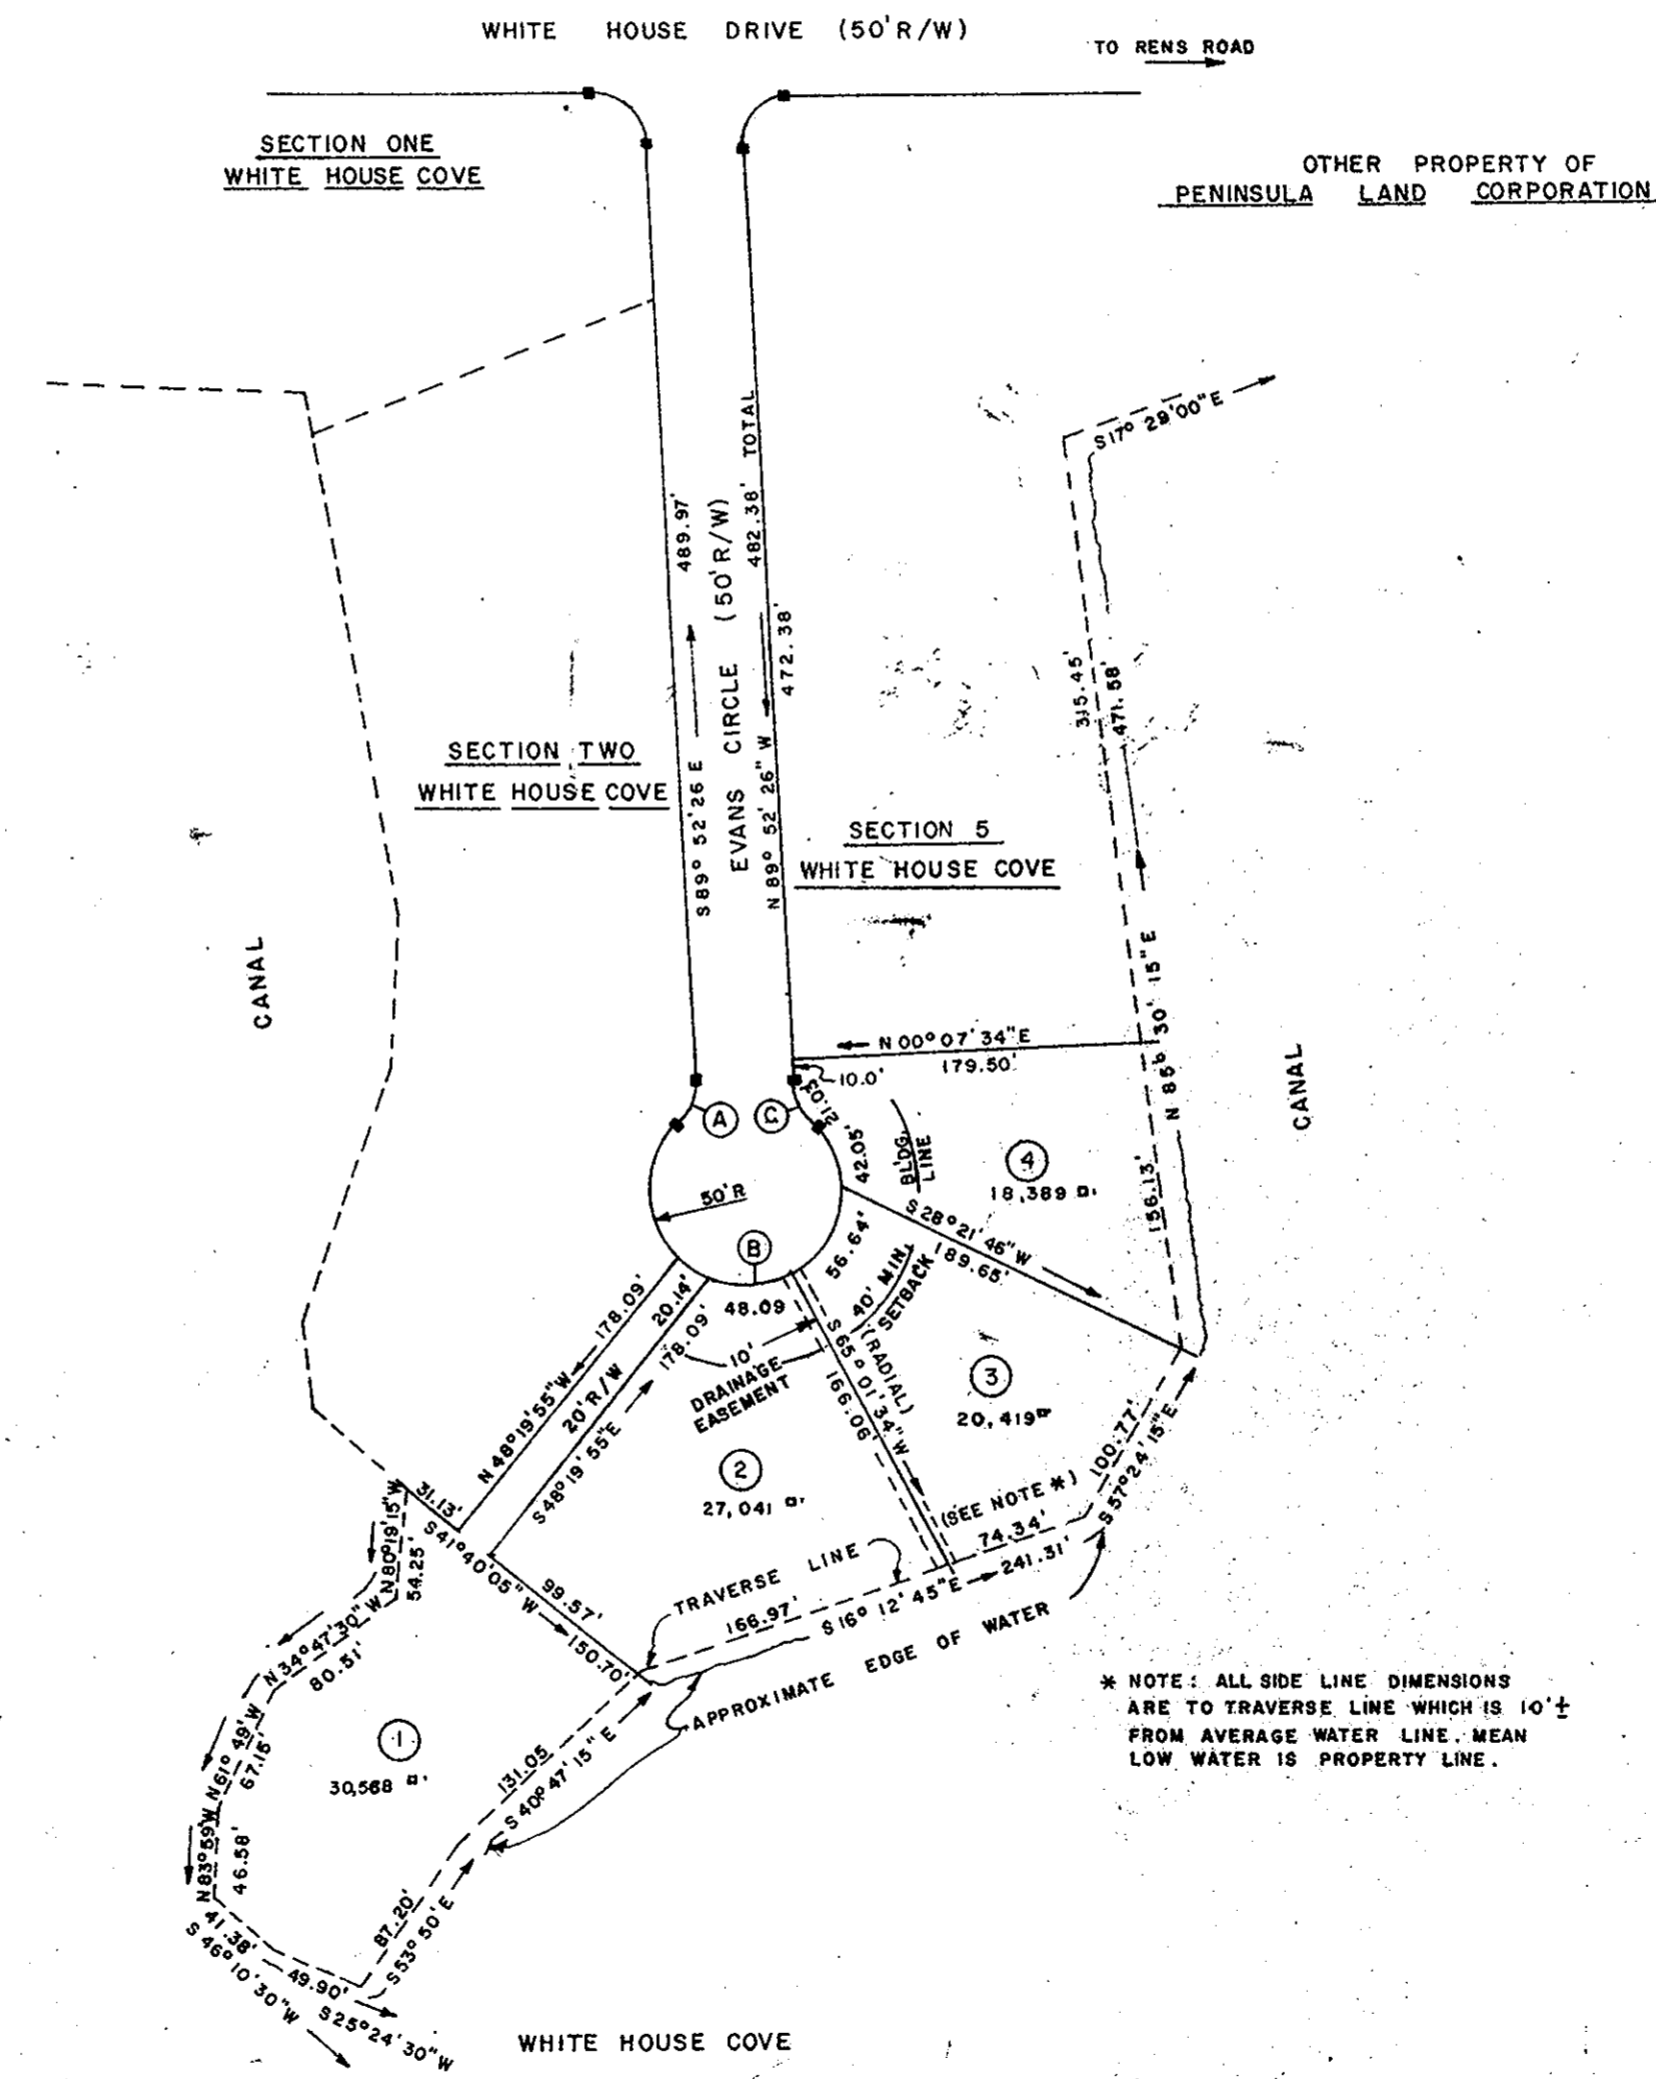 WHITE HOUSE DRIVE (50'R/W)
TO RENS ROAD
SECTION ONE
WHITE HOUSE COVE
OTHER PROPERTY OF
PENINSULA LAND CORPORATION
S17° 29'00"E
489.97'
S89° 52'26 E
EVANS CIRCLE (50'R/W)
482.38' TOTAL
472.38'
N89° 52' 26" W
315.45'
471.58'
N 85° 30' 15"E
156.13'
SECTION TWO
WHITE HOUSE COVE
SECTION 5
WHITE HOUSE COVE
CANAL
CANAL
N 00° 07' 34"E
179.50'
10.0'
21.03
A
C
42.05'
BLDG.
LINE
4
18,389 □'
50'R
S 28° 21' 46" W
189.65'
B
56.64'
40' MIN.
SETBACK
48.09
178.09'
20.14'
178.09'
N 48°19'55"W
20' R/W
S48° 19' 55"E
10'
DRAINAGE
EASEMENT
S 65° 01' 34" W
(RADIAL)
166.06'
3
20,419□'
2
27,041 □'
100.77'
S 57° 24' 15" E
(SEE NOTE *)
74.34'
241.31'
S 16° 12' 45"E
TRAVERSE LINE
166.97'
31.13'
S 41° 40' 05" W
99.57'
150.70'
N80°19'15"W
54.25'
N 34° 47' 30" W
80.51'
N 61° 49' W
67.15'
N 83° 59' W
46.58'
1
30,568 □'
131.05
S 40° 47' 15" E
APPROXIMATE EDGE OF WATER
87.20'
S 53° 50' E
41.38'
S 46° 10' 30" W
49.90'
S 25° 24' 30" W
* NOTE: ALL SIDE LINE DIMENSIONS
ARE TO TRAVERSE LINE WHICH IS 10'±
FROM AVERAGE WATER LINE. MEAN
LOW WATER IS PROPERTY LINE.
WHITE HOUSE COVE